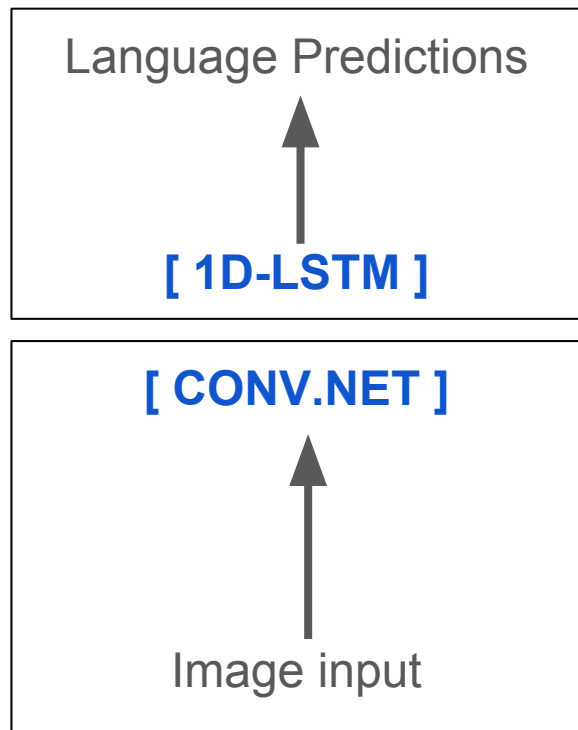 Language Predictions
[ 1D-LSTM ]
[ CONV.NET ]
Image input